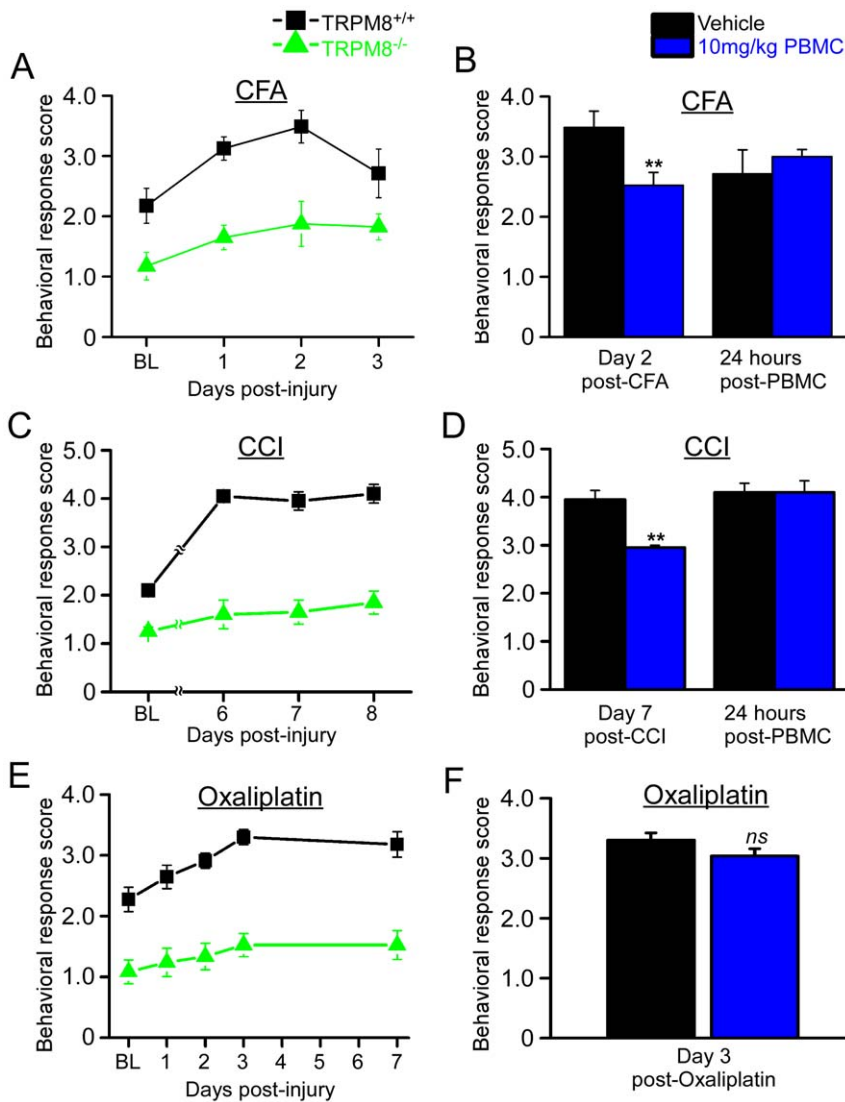 TRPM8+/+
TRPM8-/-
Vehicle
10mg/kg PBMC
A
CFA
Behavioral response score
4.0
3.0
2.0
1.0
0
BL 1 2 3
Days post-injury
B
CFA
Behavioral response score
4.0
3.0
2.0
1.0
0
**
Day 2 24 hours
post-CFA post-PBMC
C
CCI
Behavioral response score
5.0
4.0
3.0
2.0
1.0
0
BL 6 7 8
Days post-injury
D
CCI
Behavioral response score
5.0
4.0
3.0
2.0
1.0
0
**
Day 7 24 hours
post-CCI post-PBMC
E
Oxaliplatin
Behavioral response score
4.0
3.0
2.0
1.0
0
BL 1 2 3 4 5 6 7
Days post-injury
F
Oxaliplatin
Behavioral response score
4.0
3.0
2.0
1.0
0
ns
Day 3
post-Oxaliplatin